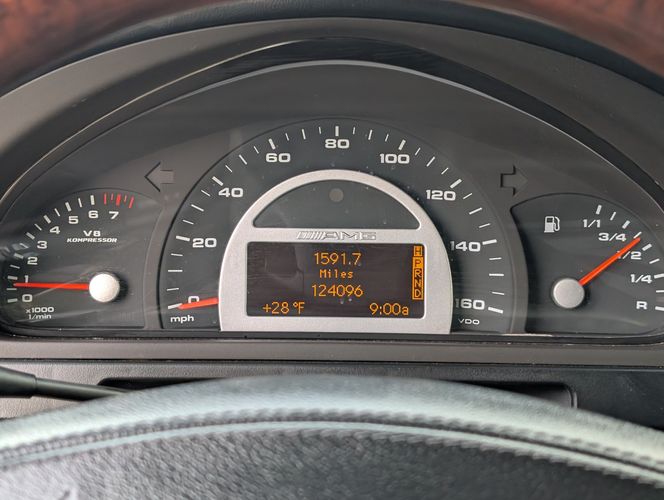 0
1
2
3
4
5
6
7
V8
KOMPRESSOR
x1000
1/min
0
20
40
60
80
100
120
140
160
mph
VDO
AMG
1591.7
Miles
124096
+28°F
9:00a
H
P
R
N
D
1/1
3/4
1/2
1/4
R